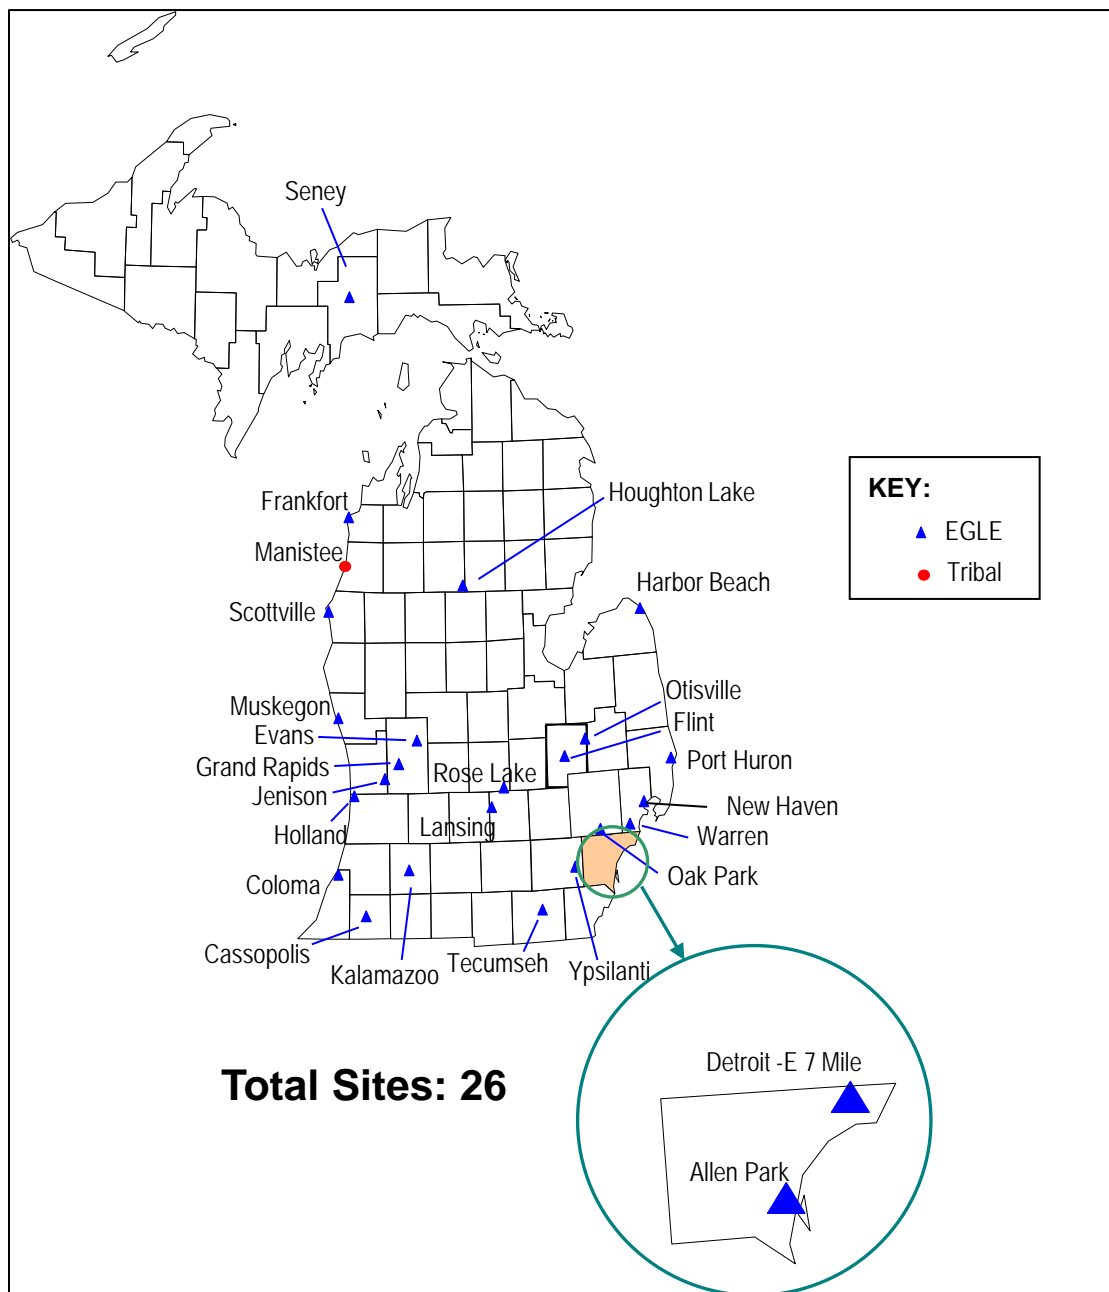 Seney
Frankfort
Houghton Lake
KEY:
EGLE
Tribal
Manistee
Harbor Beach
Scottville
Otisville
Muskegon
Flint
Evans
Grand Rapids
Rose Lake
Port Huron
Jenison
New Haven
Holland
Lansing
Warren
Coloma
Oak Park
Cassopolis
Kalamazoo
Tecumseh
Ypsilanti
Detroit -E 7 Mile
Total Sites: 26
Allen Park